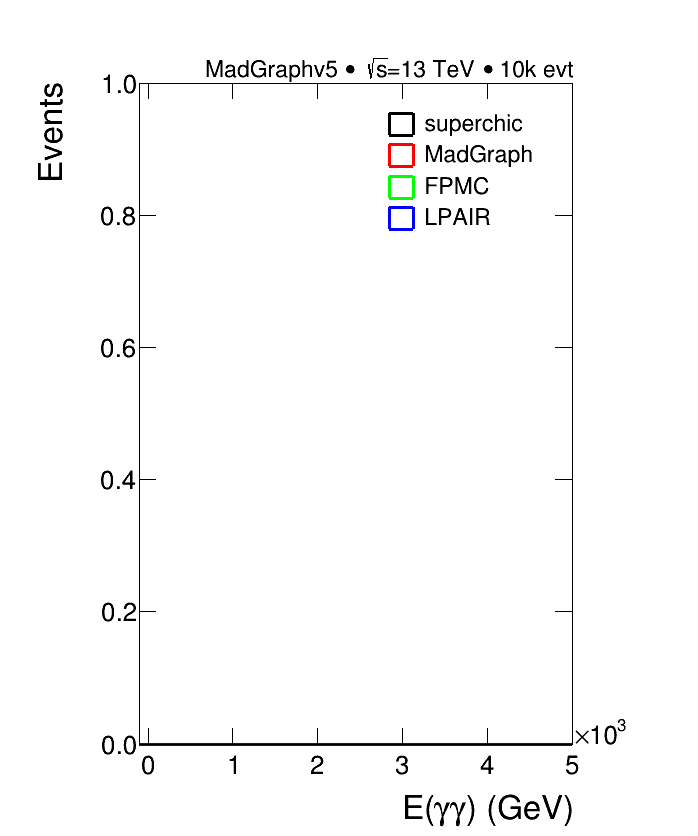 MadGraphv5 • √s=13 TeV • 10k evt
Events
1.0
0.8
0.6
0.4
0.2
0.0
superchic
MadGraph
FPMC
LPAIR
0 1 2 3 4 5
×10³
E(γγ) (GeV)